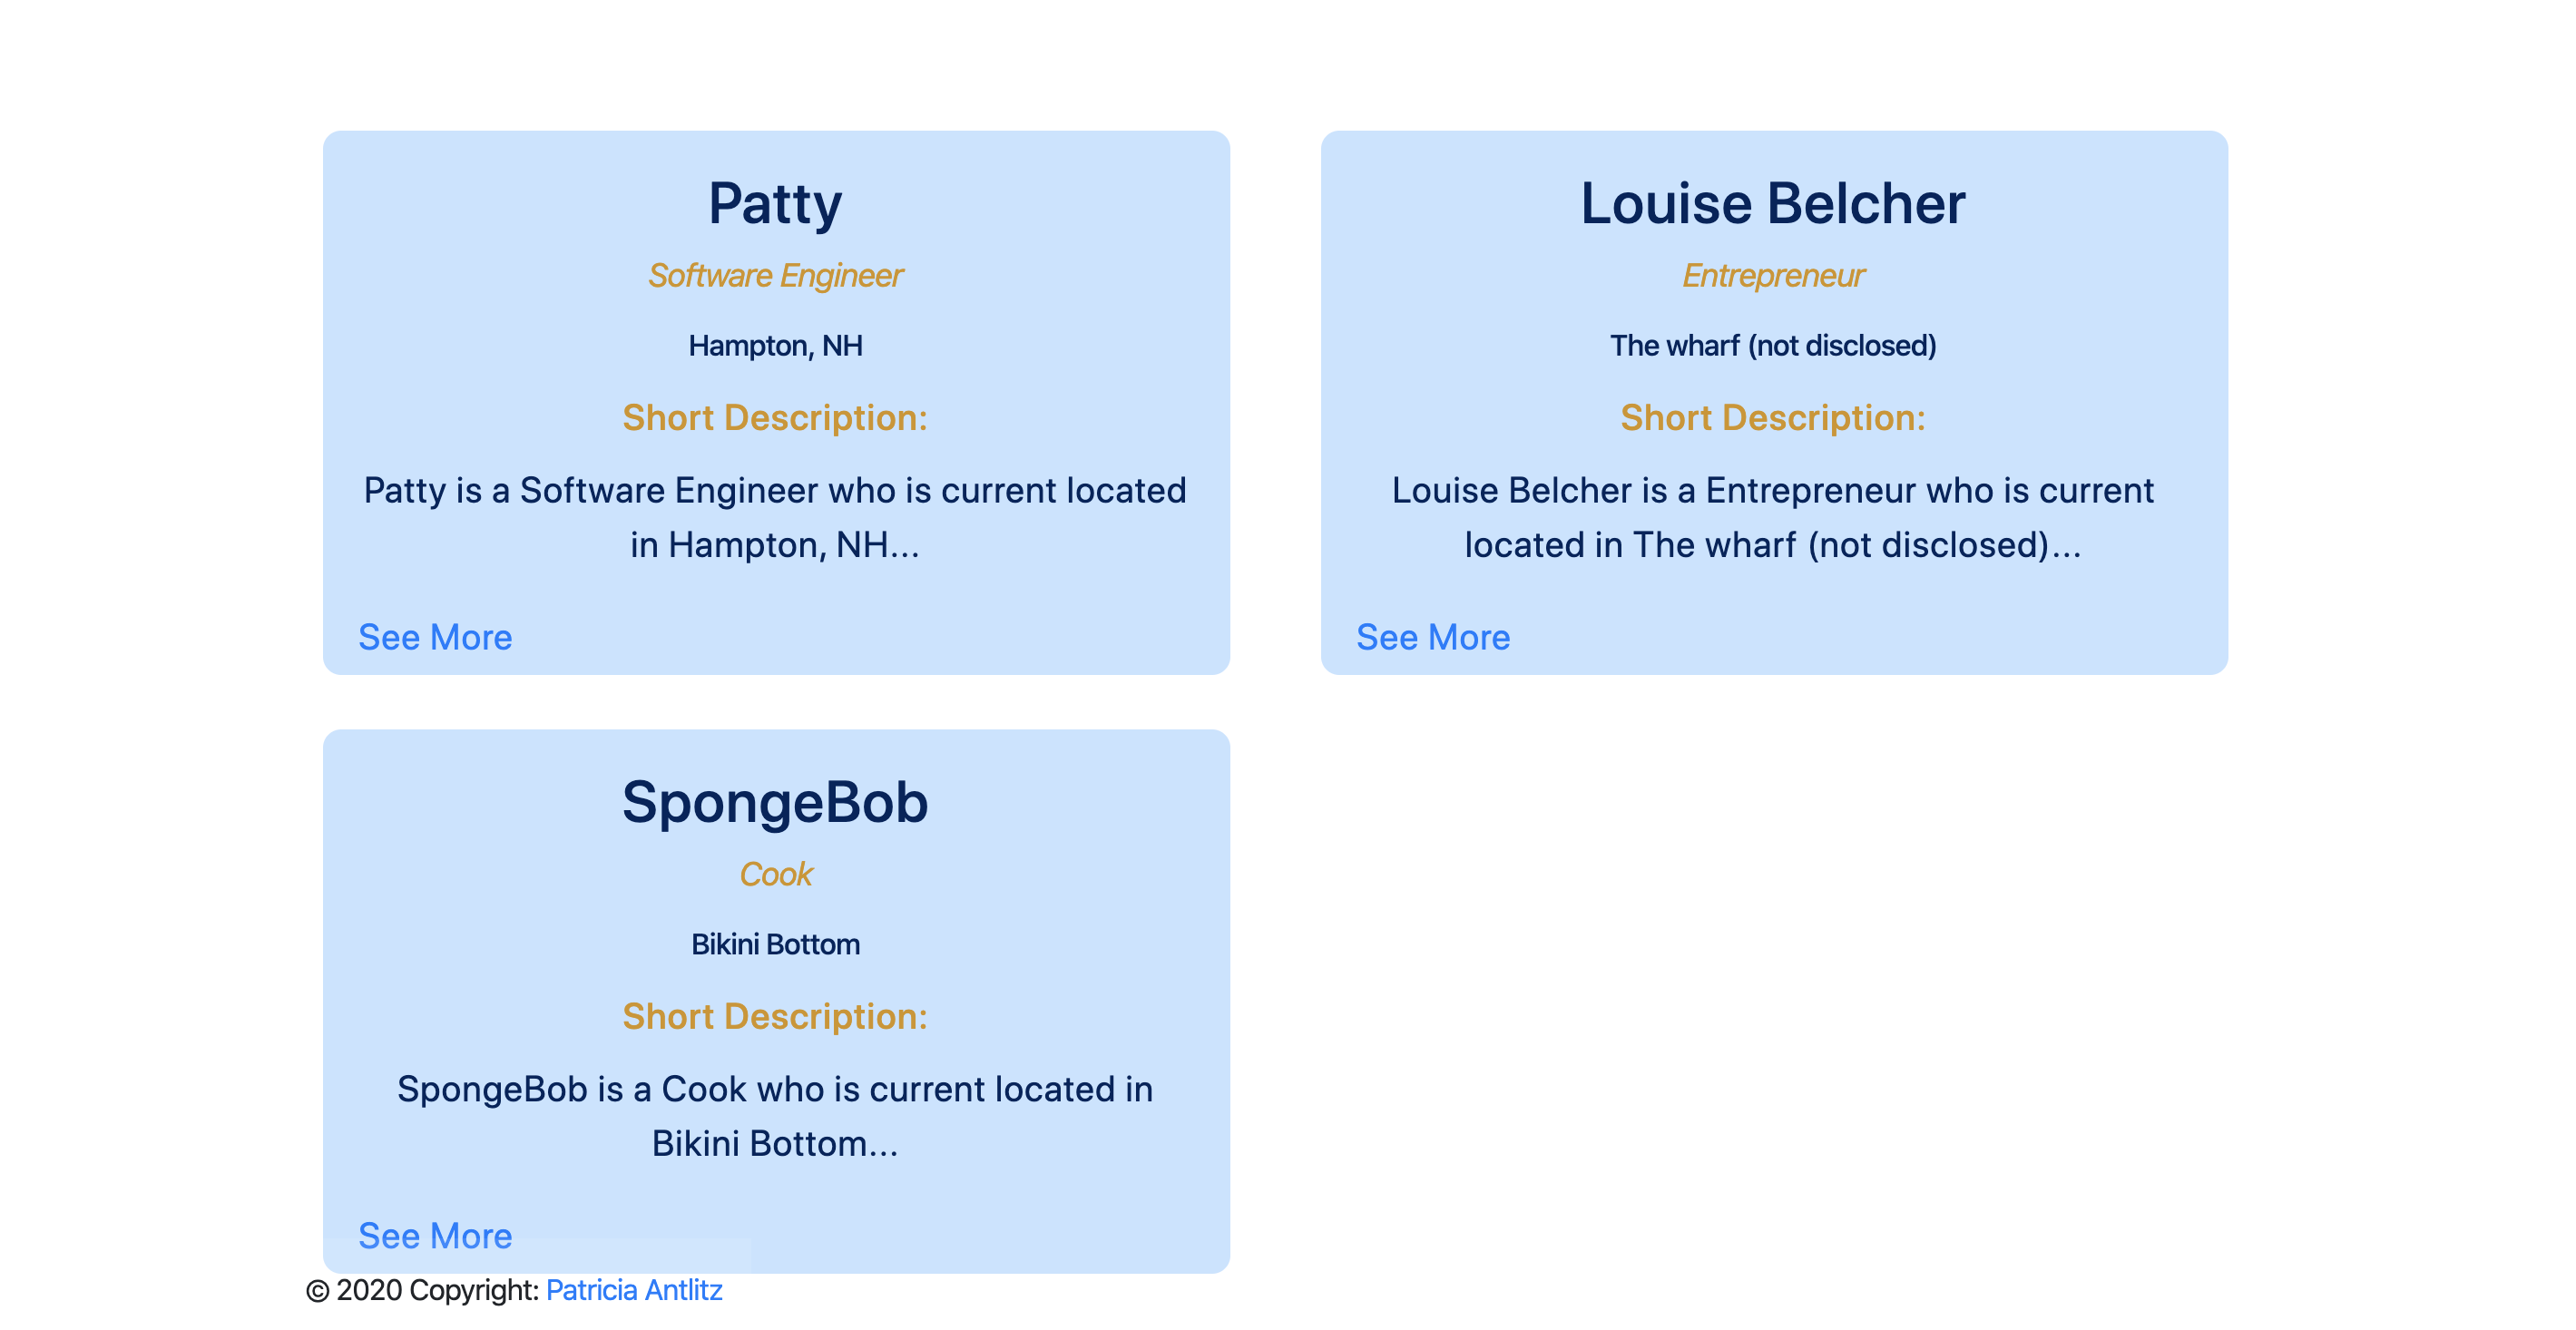 Patty
Software Engineer
Hampton, NH
Short Description:
Patty is a Software Engineer who is current located
in Hampton, NH...
See More
Louise Belcher
Entrepreneur
The wharf (not disclosed)
Short Description:
Louise Belcher is a Entrepreneur who is current
located in The wharf (not disclosed)...
See More
SpongeBob
Cook
Bikini Bottom
Short Description:
SpongeBob is a Cook who is current located in
Bikini Bottom...
See More
© 2020 Copyright: Patricia Antlitz